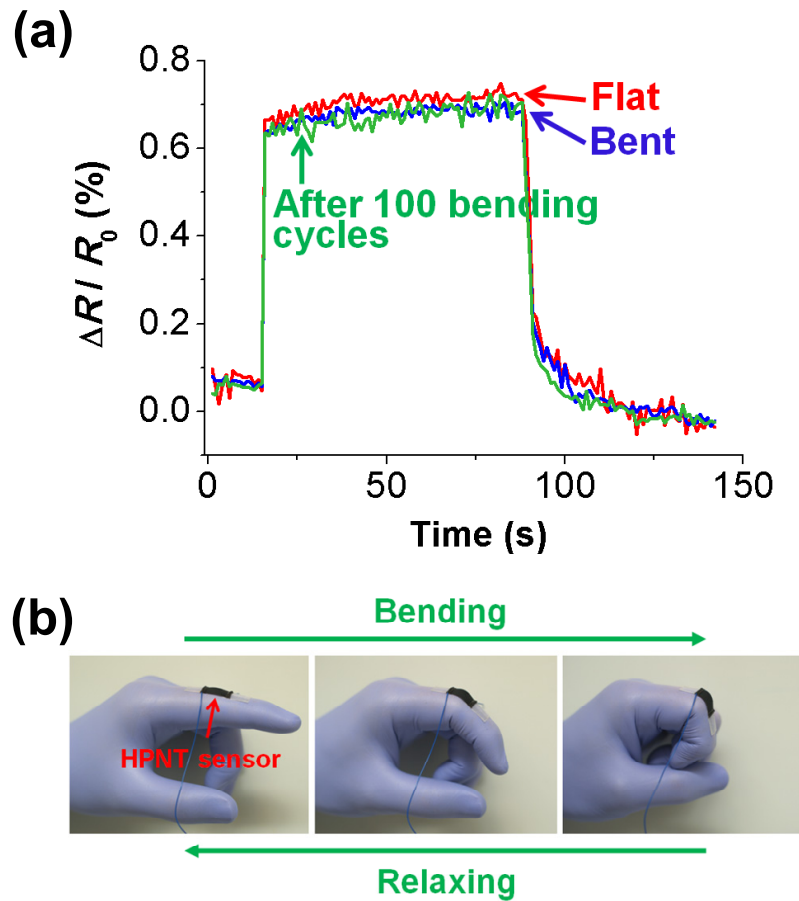 (a)
0.8
0.6
0.4
0.2
0.0
ΔR / R0 (%)
Flat
Bent
After 100 bending
cycles
0
50
100
150
Time (s)
(b)
Bending
HPNT sensor
Relaxing